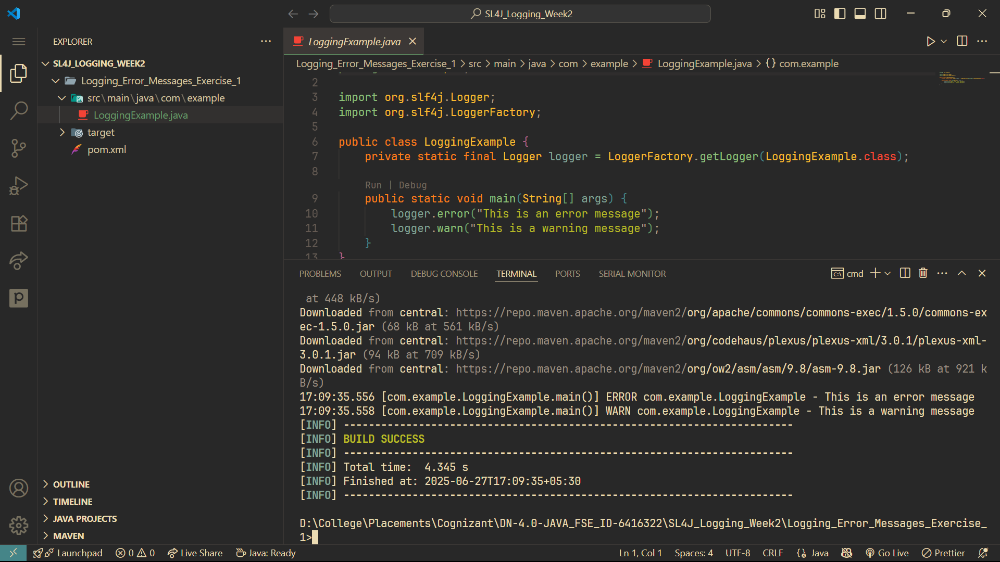 SL4J_Logging_Week2
EXPLORER
SL4J_LOGGING_WEEK2
Logging_Error_Messages_Exercise_1
src\main\java\com\example
LoggingExample.java
target
pom.xml
OUTLINE
TIMELINE
JAVA PROJECTS
MAVEN
LoggingExample.java
Logging_Error_Messages_Exercise_1 > src > main > java > com > example > LoggingExample.java > {} com.example
2
3 import org.slf4j.Logger;
4 import org.slf4j.LoggerFactory;
5
6 public class LoggingExample {
7 private static final Logger logger = LoggerFactory.getLogger(LoggingExample.class);
8
Run | Debug
9 public static void main(String[] args) {
10 logger.error("This is an error message");
11 logger.warn("This is a warning message");
12 }
13 }
PROBLEMS OUTPUT DEBUG CONSOLE TERMINAL PORTS SERIAL MONITOR cmd
at 448 kB/s)
Downloaded from central: https://repo.maven.apache.org/maven2/org/apache/commons/commons-exec/1.5.0/commons-ex
ec-1.5.0.jar (68 kB at 561 kB/s)
Downloaded from central: https://repo.maven.apache.org/maven2/org/codehaus/plexus/plexus-xml/3.0.1/plexus-xml-
3.0.1.jar (94 kB at 709 kB/s)
Downloaded from central: https://repo.maven.apache.org/maven2/org/ow2/asm/asm/9.8/asm-9.8.jar (126 kB at 921 k
B/s)
17:09:35.556 [com.example.LoggingExample.main()] ERROR com.example.LoggingExample - This is an error message
17:09:35.558 [com.example.LoggingExample.main()] WARN com.example.LoggingExample - This is a warning message
[INFO] ------------------------------------------------------------------------
[INFO] BUILD SUCCESS
[INFO] ------------------------------------------------------------------------
[INFO] Total time:  4.345 s
[INFO] Finished at: 2025-06-27T17:09:35+05:30
[INFO] ------------------------------------------------------------------------
D:\College\Placements\Cognizant\DN-4.0-JAVA_FSE_ID-6416322\SL4J_Logging_Week2\Logging_Error_Messages_Exercise_
1>
Launchpad 0 0 Live Share Java: Ready Ln 1, Col 1 Spaces: 4 UTF-8 CRLF Java Go Live Prettier